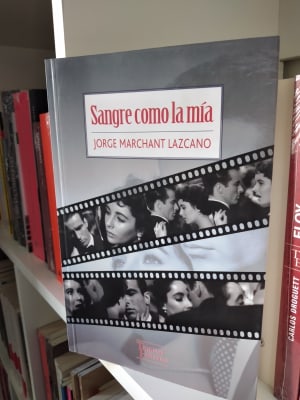 Sangre como la mía
JORGE MARCHANT LAZCANO
CARLOS DROGUETT
ELOY